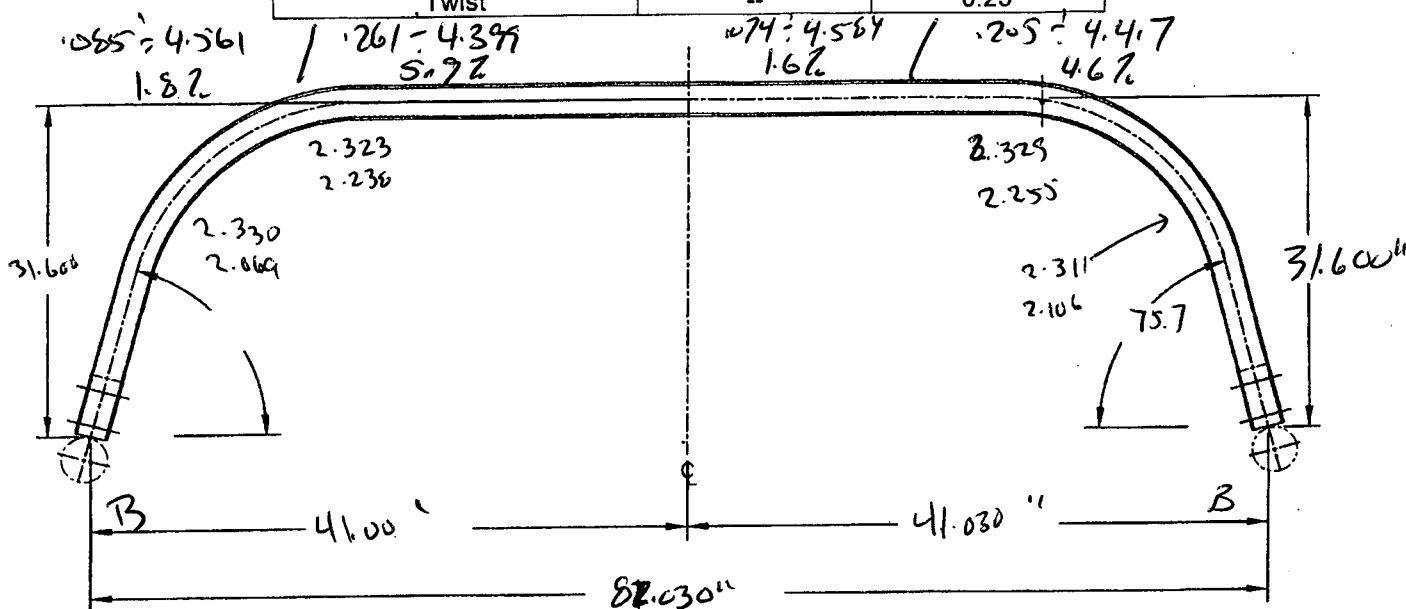 Twist -- 0.25
.085 ÷ 4.561 / .261 ÷ 4.399 .074 ÷ 4.584 / .205 ÷ 4.417
1.8% 5.9% 1.6% 4.6%
2.323 2.329
2.238 2.255
2.330
2.069
31.600 31.600"
2.311
2.106 75.7
B B
41.00 41.030"
82.030"